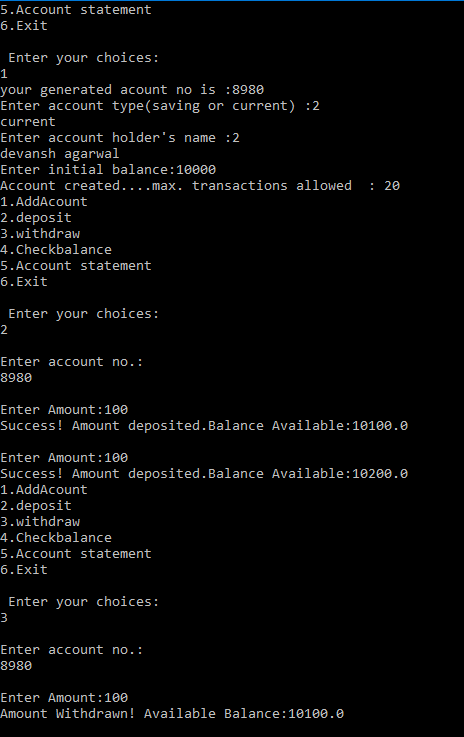 5.Account statement
6.Exit
Enter your choices:
1
your generated acount no is :8980
Enter account type(saving or current) :2
current
Enter account holder's name :2
devansh agarwal
Enter initial balance:10000
Account created....max. transactions allowed  : 20
1.AddAcount
2.deposit
3.withdraw
4.Checkbalance
5.Account statement
6.Exit
Enter your choices:
2
Enter account no.:
8980
Enter Amount:100
Success! Amount deposited.Balance Available:10100.0
Enter Amount:100
Success! Amount deposited.Balance Available:10200.0
1.AddAcount
2.deposit
3.withdraw
4.Checkbalance
5.Account statement
6.Exit
Enter your choices:
3
Enter account no.:
8980
Enter Amount:100
Amount Withdrawn! Available Balance:10100.0